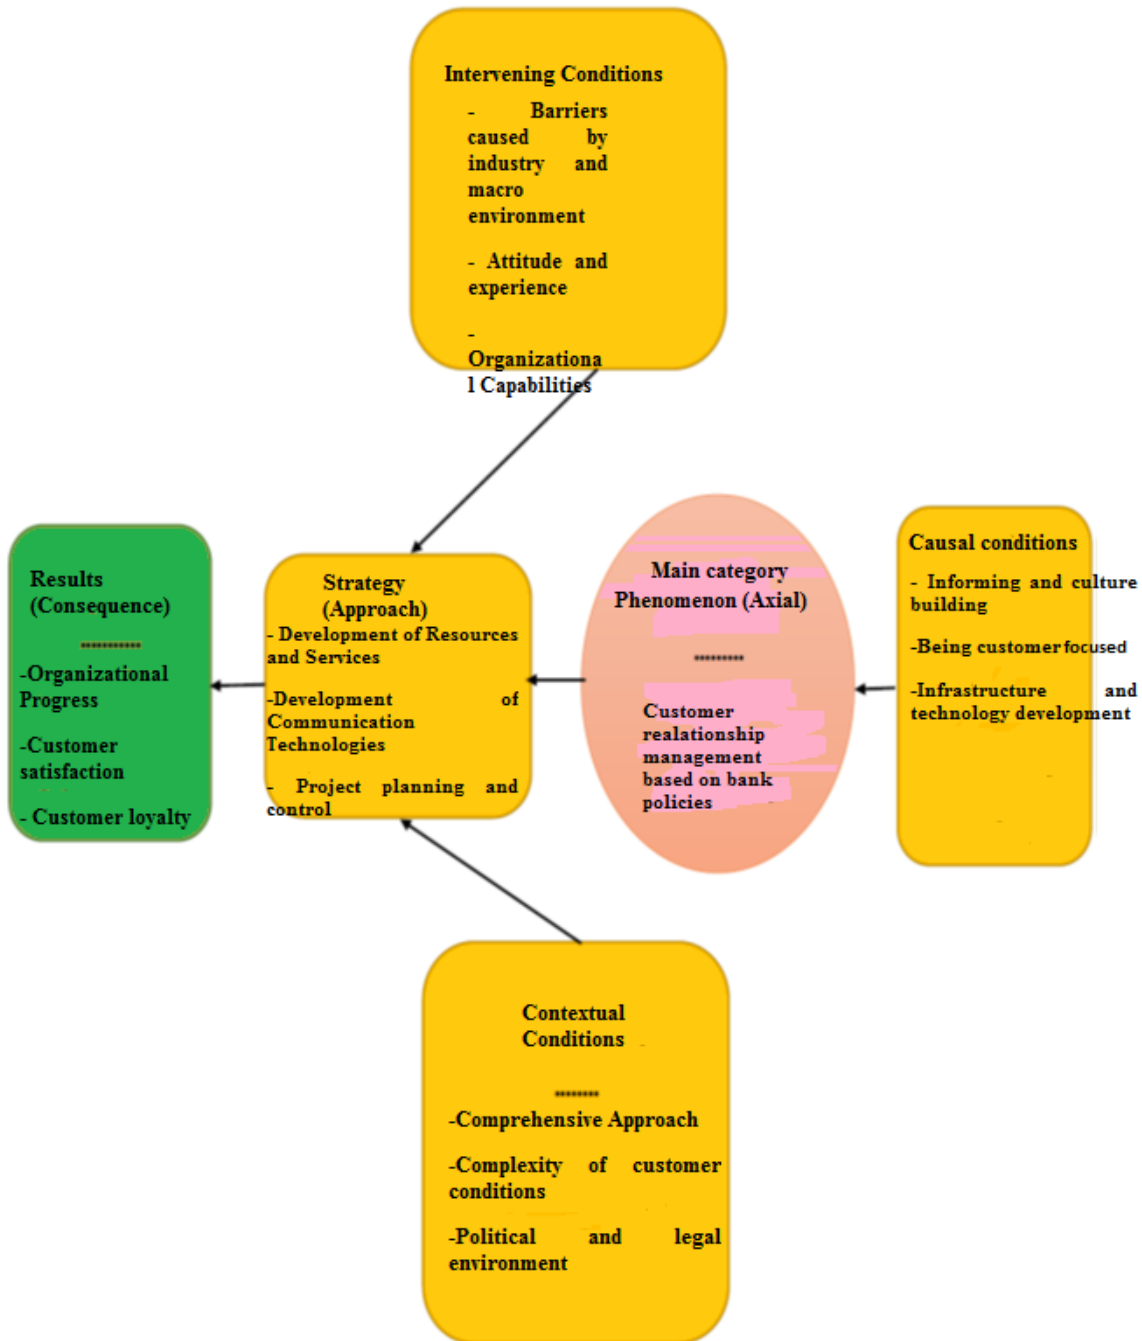 Intervening Conditions
- Barriers
caused by
industry and
macro
environment
- Attitude and
experience
-
Organizationa
l Capabilities
Results
(Consequence)
-Organizational
Progress
-Customer
satisfaction
- Customer loyalty
Strategy
(Approach)
- Development of Resources
and Services
-Development of
Communication
Technologies
- Project planning and
control
Main category
Phenomenon (Axial)
Customer
realationship
management
based on bank
policies
Causal conditions
- Informing and culture
building
-Being customer focused
-Infrastructure and
technology development
Contextual
Conditions
-Comprehensive Approach
-Complexity of customer
conditions
-Political and legal
environment